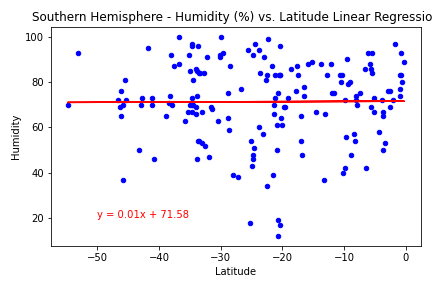 Southern Hemisphere - Humidity (%) vs. Latitude Linear Regressio
100
80
60
40
20
Humidity
y = 0.01x + 71.58
−50
−40
−30
−20
−10
0
Latitude